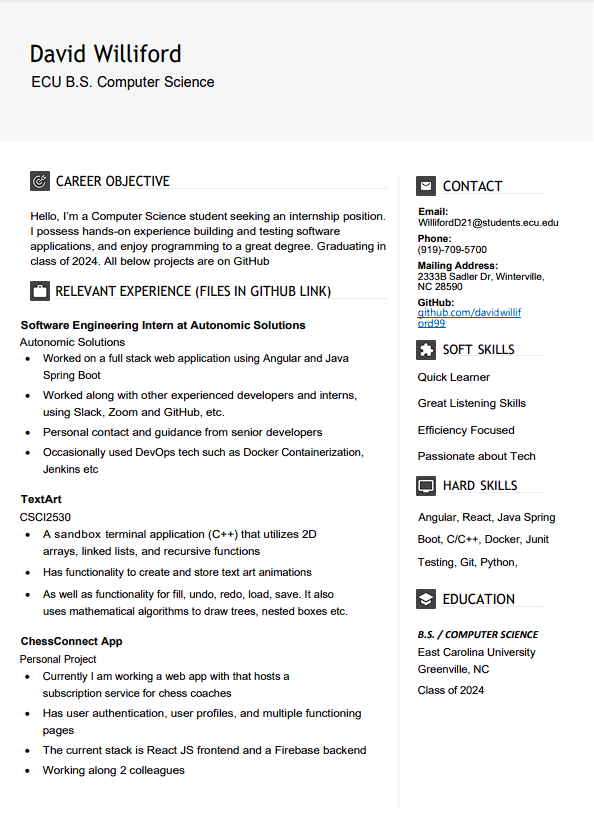 David Williford
ECU B.S. Computer Science
CAREER OBJECTIVE
Hello, I'm a Computer Science student seeking an internship position.
I possess hands-on experience building and testing software
applications, and enjoy programming to a great degree. Graduating in
class of 2024. All below projects are on GitHub
RELEVANT EXPERIENCE (FILES IN GITHUB LINK)
Software Engineering Intern at Autonomic Solutions
Autonomic Solutions
• Worked on a full stack web application using Angular and Java
Spring Boot
• Worked along with other experienced developers and interns,
using Slack, Zoom and GitHub, etc.
• Personal contact and guidance from senior developers
• Occasionally used DevOps tech such as Docker Containerization,
Jenkins etc
TextArt
CSCI2530
• A sandbox terminal application (C++) that utilizes 2D
arrays, linked lists, and recursive functions
• Has functionality to create and store text art animations
• As well as functionality for fill, undo, redo, load, save. It also
uses mathematical algorithms to draw trees, nested boxes etc.
ChessConnect App
Personal Project
• Currently I am working a web app with that hosts a
subscription service for chess coaches
• Has user authentication, user profiles, and multiple functioning
pages
• The current stack is React JS frontend and a Firebase backend
• Working along 2 colleagues
CONTACT
Email:
WillifordD21@students.ecu.edu
Phone:
(919)-709-5700
Mailing Address:
2333B Sadler Dr, Winterville,
NC 28590
GitHub:
github.com/davidwillif
ord99
SOFT SKILLS
Quick Learner
Great Listening Skills
Efficiency Focused
Passionate about Tech
HARD SKILLS
Angular, React, Java Spring
Boot, C/C++, Docker, Junit
Testing, Git, Python,
EDUCATION
B.S. / COMPUTER SCIENCE
East Carolina University
Greenville, NC
Class of 2024